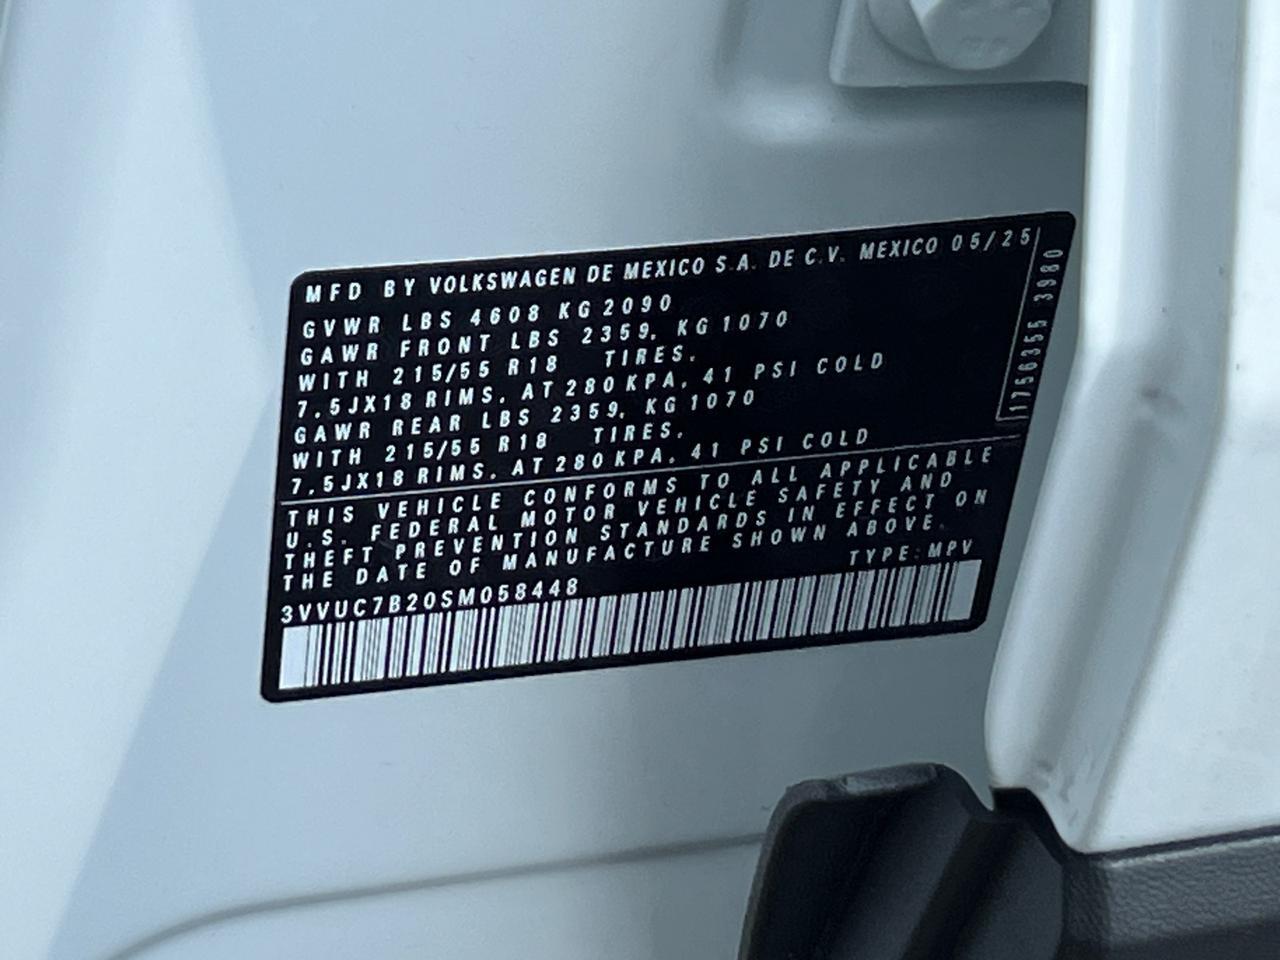 MFD BY VOLKSWAGEN DE MEXICO S.A. DE C.V. MEXICO 05/25
GVWR LBS 4608 KG 2090
GAWR FRONT LBS 2359, KG 1070
WITH 215/55 R18 TIRES,
7.5JX18 RIMS, AT 280 KPA, 41 PSI COLD
GAWR REAR LBS 2359, KG 1070
WITH 215/55 R18 TIRES,
7.5JX18 RIMS, AT 280 KPA, 41 PSI COLD
THIS VEHICLE CONFORMS TO ALL APPLICABLE
U.S. FEDERAL MOTOR VEHICLE SAFETY AND
THEFT PREVENTION STANDARDS IN EFFECT ON
THE DATE OF MANUFACTURE SHOWN ABOVE.
3VVUC7B20SM058448 TYPE: MPV
1756355 3980